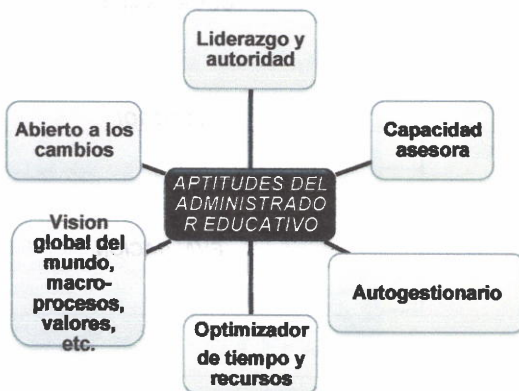 Liderazgo y
autoridad
Abierto a los
cambios
Capacidad
asesora
APTITUDES DEL
ADMINISTRADO
R EDUCATIVO
Vision
global del
mundo,
macro-
procesos,
valores,
etc.
Autogestionario
Optimizador
de tiempo y
recursos